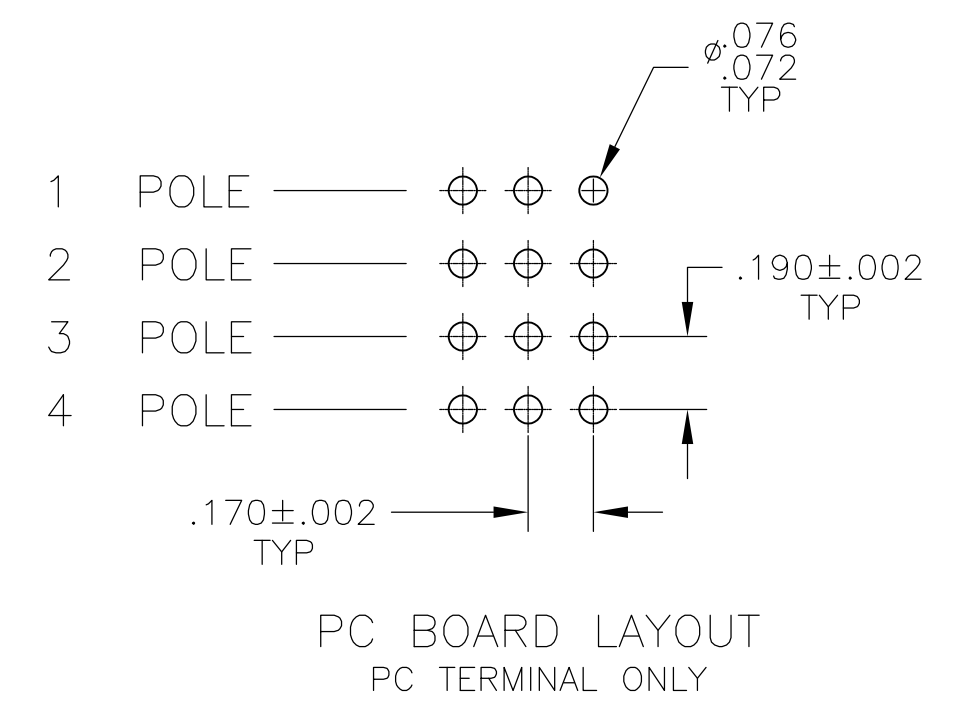 ⌀.076
.072
TYP
1 POLE
2 POLE
.190±.002
TYP
3 POLE
4 POLE
.170±.002
TYP
PC BOARD LAYOUT
PC TERMINAL ONLY